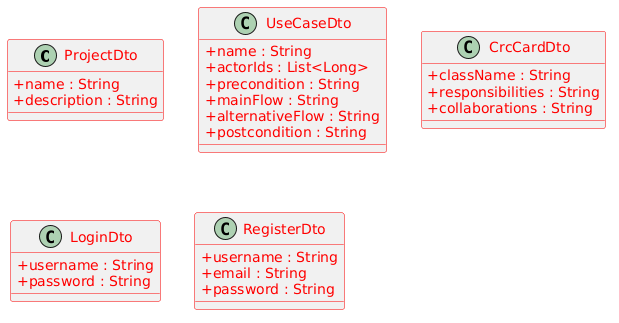 C ProjectDto
+name : String
+description : String
C UseCaseDto
+name : String
+actorIds : List<Long>
+precondition : String
+mainFlow : String
+alternativeFlow : String
+postcondition : String
C CrcCardDto
+className : String
+responsibilities : String
+collaborations : String
C LoginDto
+username : String
+password : String
C RegisterDto
+username : String
+email : String
+password : String